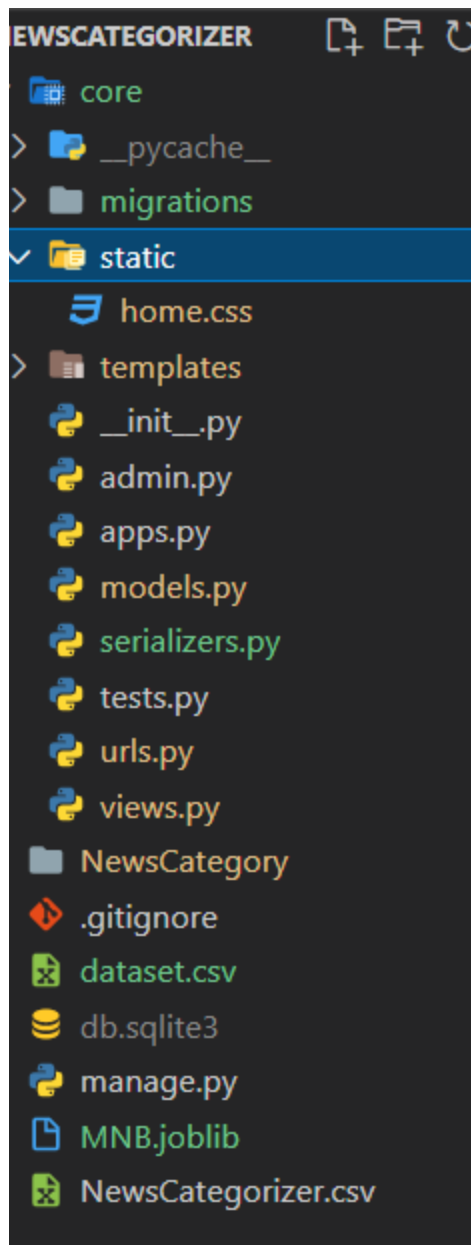 EWSCATEGORIZER
core
__pycache__
migrations
static
home.css
templates
__init__.py
admin.py
apps.py
models.py
serializers.py
tests.py
urls.py
views.py
NewsCategory
.gitignore
dataset.csv
db.sqlite3
manage.py
MNB.joblib
NewsCategorizer.csv